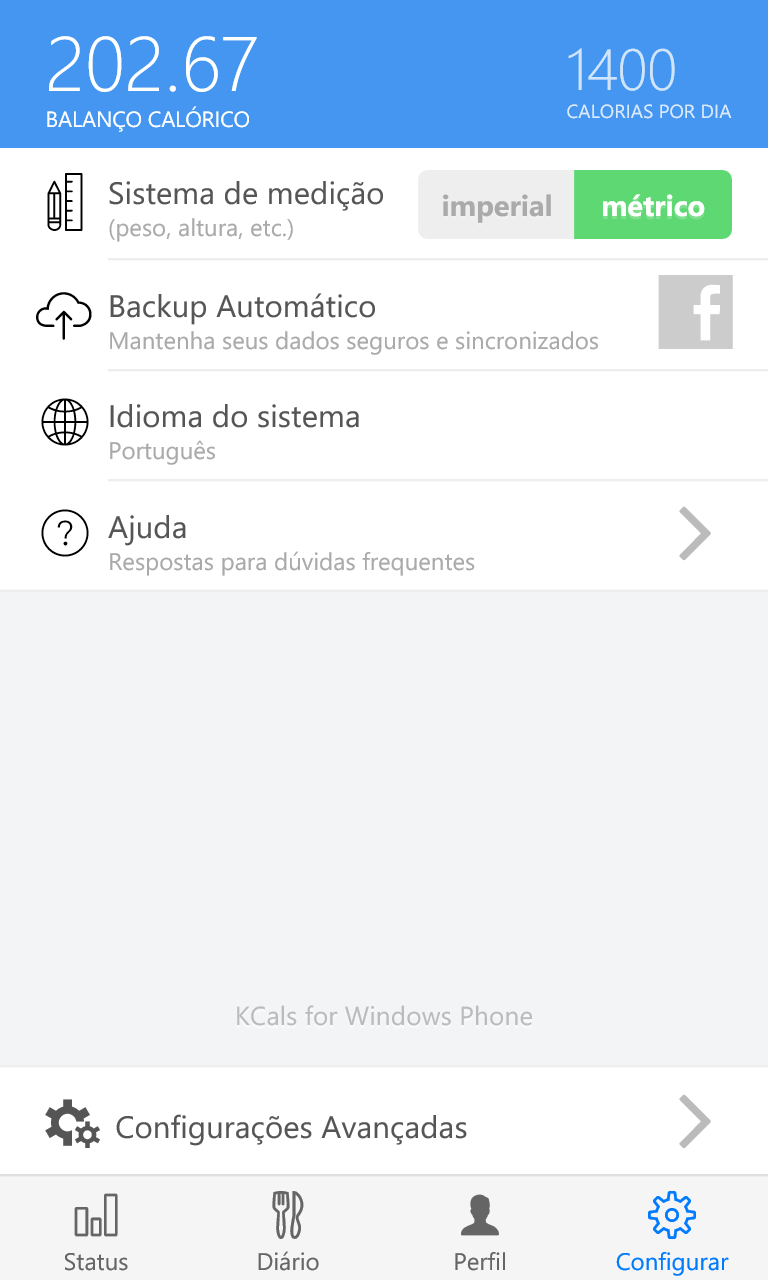 202.67
BALANÇO CALÓRICO
1400
CALORIAS POR DIA
Sistema de medição
(peso, altura, etc.)
imperial
métrico
Backup Automático
Mantenha seus dados seguros e sincronizados
f
Idioma do sistema
Português
?
Ajuda
Respostas para dúvidas frequentes
KCals for Windows Phone
Configurações Avançadas
Status
Diário
Perfil
Configurar